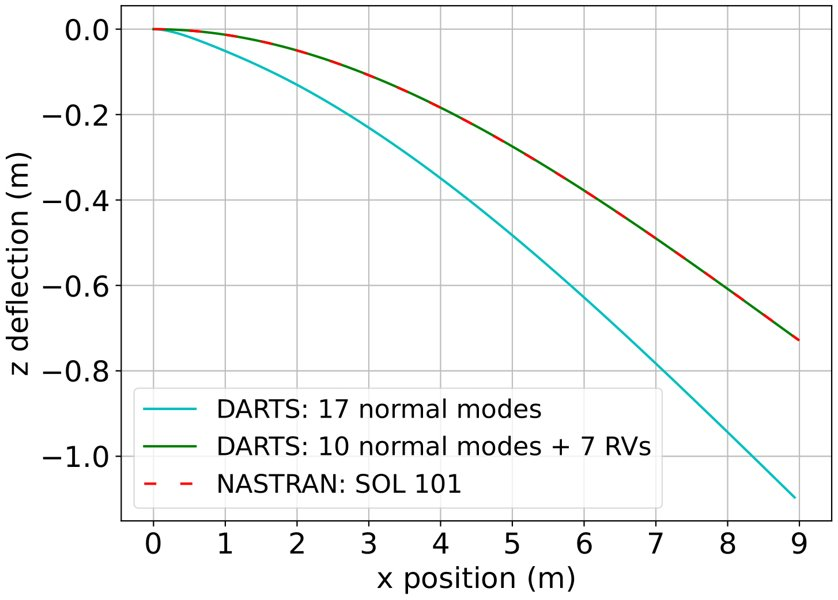 0.0
−0.2
−0.4
−0.6
−0.8
−1.0
z deflection (m)
DARTS: 17 normal modes
DARTS: 10 normal modes + 7 RVs
NASTRAN: SOL 101
0 1 2 3 4 5 6 7 8 9
x position (m)